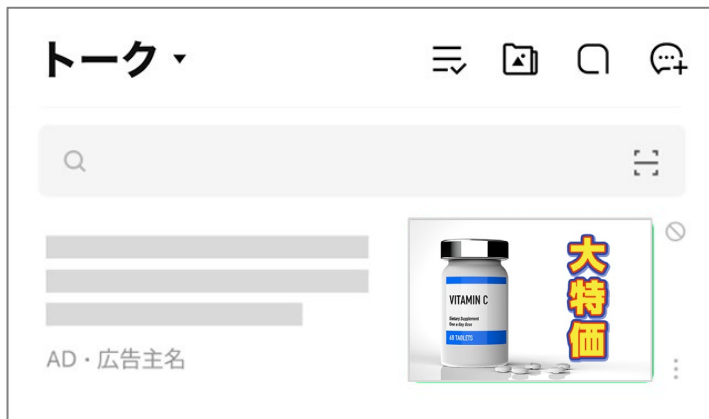 トーク
VITAMIN C
Dietary Supplement
One a day dose
60 TABLETS
大特価
AD・広告主名